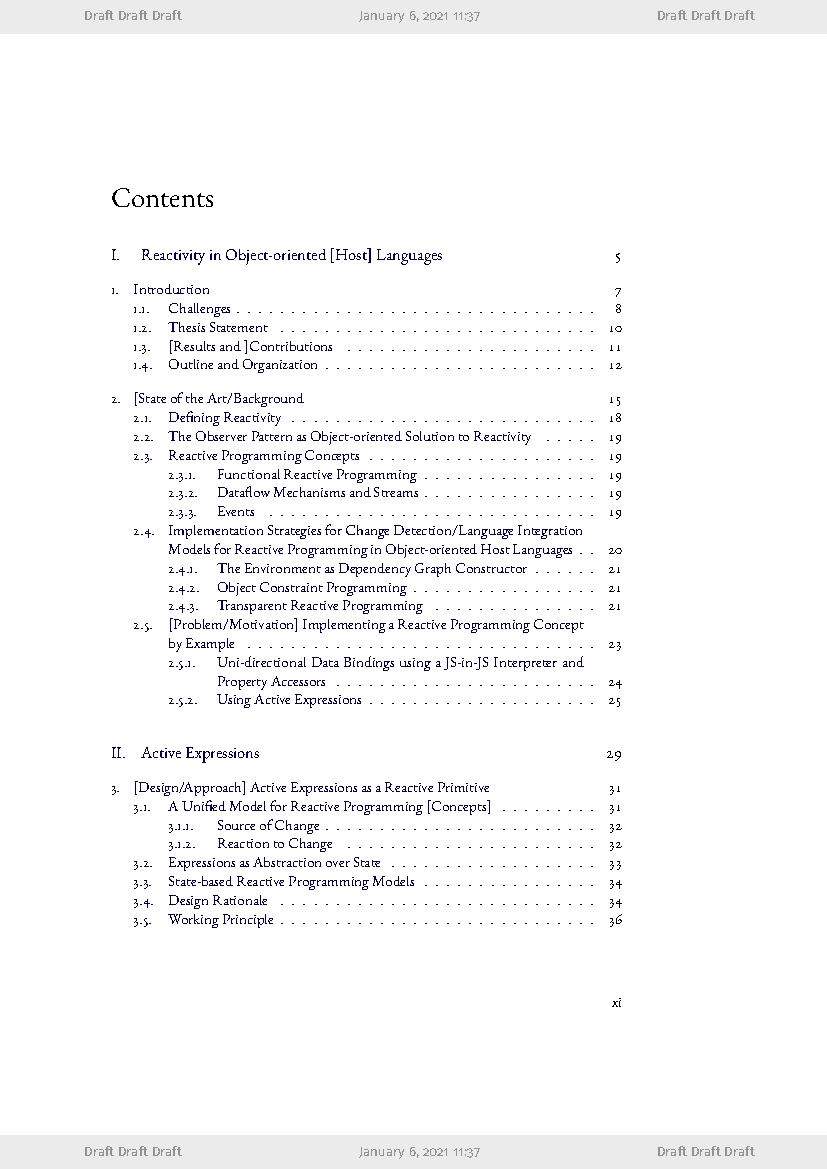 Draft Draft Draft January 6, 2021 11:37 Draft Draft Draft
Contents
I. Reactivity in Object-oriented [Host] Languages 5
1. Introduction 7
1.1. Challenges . . . . . . . . . . . . . . . . . . . . . . . . . . . . . . . . . 8
1.2. Thesis Statement . . . . . . . . . . . . . . . . . . . . . . . . . . . . . 10
1.3. [Results and ]Contributions . . . . . . . . . . . . . . . . . . . . . . . 11
1.4. Outline and Organization . . . . . . . . . . . . . . . . . . . . . . . . . 12
2. [State of the Art/Background 15
2.1. Defining Reactivity . . . . . . . . . . . . . . . . . . . . . . . . . . . . 18
2.2. The Observer Pattern as Object-oriented Solution to Reactivity . . . . . 19
2.3. Reactive Programming Concepts . . . . . . . . . . . . . . . . . . . . . 19
2.3.1. Functional Reactive Programming . . . . . . . . . . . . . . . . 19
2.3.2. Dataflow Mechanisms and Streams . . . . . . . . . . . . . . . . 19
2.3.3. Events . . . . . . . . . . . . . . . . . . . . . . . . . . . . . . 19
2.4. Implementation Strategies for Change Detection/Language Integration
Models for Reactive Programming in Object-oriented Host Languages . . 20
2.4.1. The Environment as Dependency Graph Constructor . . . . . . 21
2.4.2. Object Constraint Programming . . . . . . . . . . . . . . . . . 21
2.4.3. Transparent Reactive Programming . . . . . . . . . . . . . . . 21
2.5. [Problem/Motivation] Implementing a Reactive Programming Concept
by Example . . . . . . . . . . . . . . . . . . . . . . . . . . . . . . . . 23
2.5.1. Uni-directional Data Bindings using a JS-in-JS Interpreter and
Property Accessors . . . . . . . . . . . . . . . . . . . . . . . . 24
2.5.2. Using Active Expressions . . . . . . . . . . . . . . . . . . . . . 25
II. Active Expressions 29
3. [Design/Approach] Active Expressions as a Reactive Primitive 31
3.1. A Unified Model for Reactive Programming [Concepts] . . . . . . . . . 31
3.1.1. Source of Change . . . . . . . . . . . . . . . . . . . . . . . . . 32
3.1.2. Reaction to Change . . . . . . . . . . . . . . . . . . . . . . . 32
3.2. Expressions as Abstraction over State . . . . . . . . . . . . . . . . . . . 33
3.3. State-based Reactive Programming Models . . . . . . . . . . . . . . . . 34
3.4. Design Rationale . . . . . . . . . . . . . . . . . . . . . . . . . . . . . 34
3.5. Working Principle . . . . . . . . . . . . . . . . . . . . . . . . . . . . . 36
xi
Draft Draft Draft January 6, 2021 11:37 Draft Draft Draft